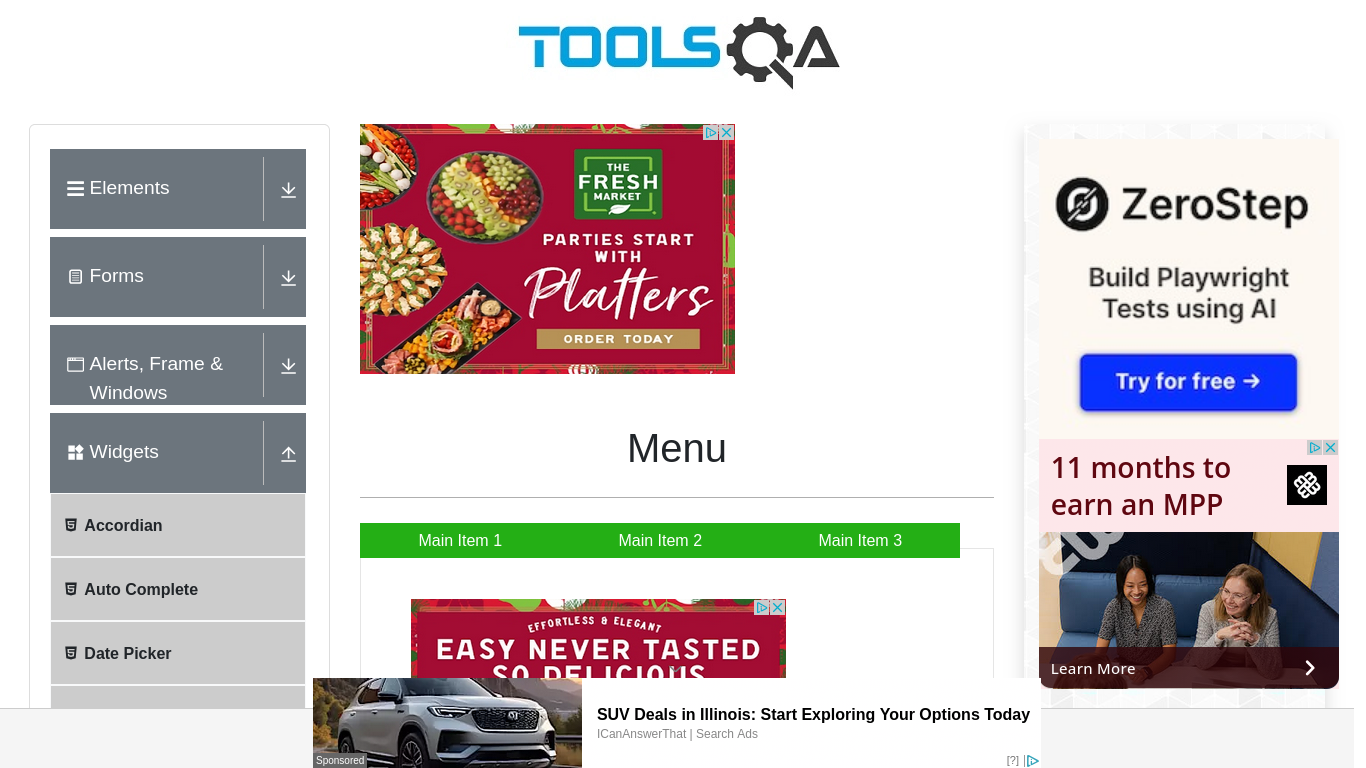 TOOLSQA
Elements
Forms
Alerts, Frame &
Windows
Widgets
Accordian
Auto Complete
Date Picker
THE
FRESH
MARKET
PARTIES START
WITH
Platters
ORDER TODAY
Menu
Main Item 1
Main Item 2
Main Item 3
EFFORTLESS & ELEGANT
EASY NEVER TASTED
SO DELICIOUS
ZeroStep
Build Playwright
Tests using AI
Try for free →
11 months to
earn an MPP
Learn More
Sponsored
SUV Deals in Illinois: Start Exploring Your Options Today
ICanAnswerThat | Search Ads
[?]